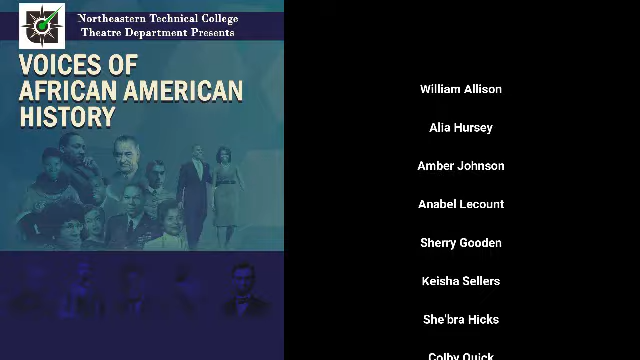 Northeastern Technical College
Theatre Department Presents
VOICES OF
AFRICAN AMERICAN
HISTORY
William Allison
Alia Hursey
Amber Johnson
Anabel Lecount
Sherry Gooden
Keisha Sellers
She'bra Hicks
Colby Quick